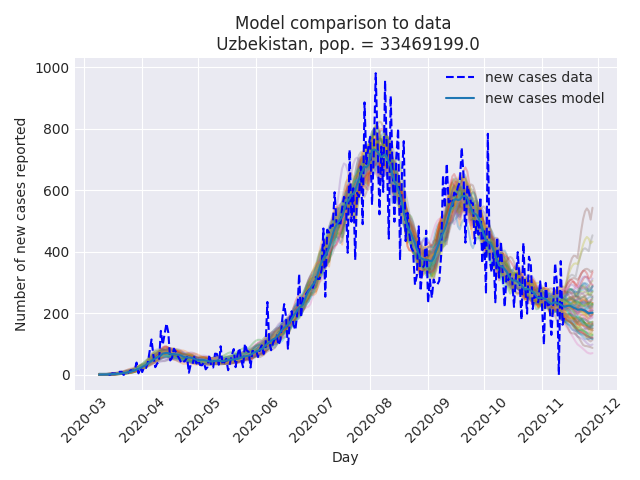 Model comparison to data
Uzbekistan, pop. = 33469199.0
new cases data
new cases model
Number of new cases reported
1000
800
600
400
200
0
2020-03
2020-04
2020-05
2020-06
2020-07
2020-08
2020-09
2020-10
2020-11
2020-12
Day